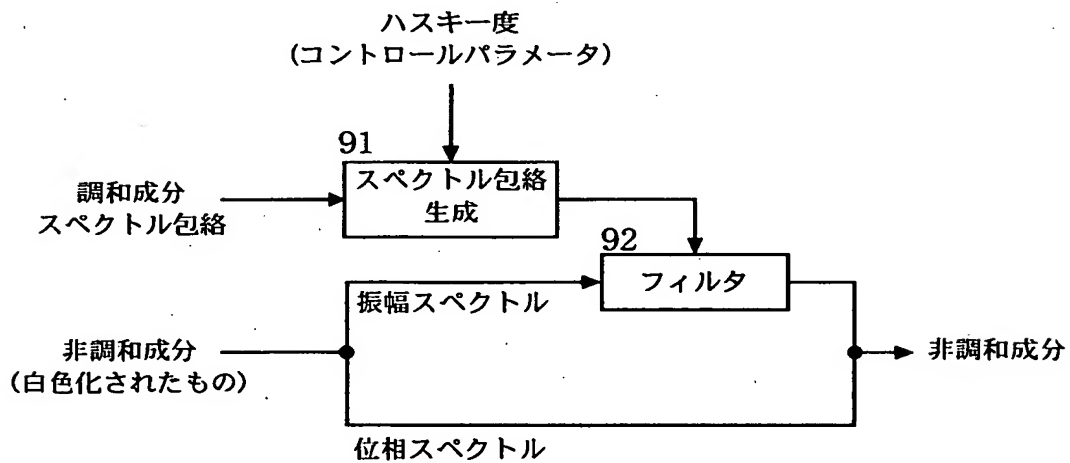 ハスキー度
(コントロールパラメータ)
91
スペクトル包絡
生成
調和成分
スペクトル包絡
92
フィルタ
振幅スペクトル
非調和成分
(白色化されたもの)
非調和成分
位相スペクトル